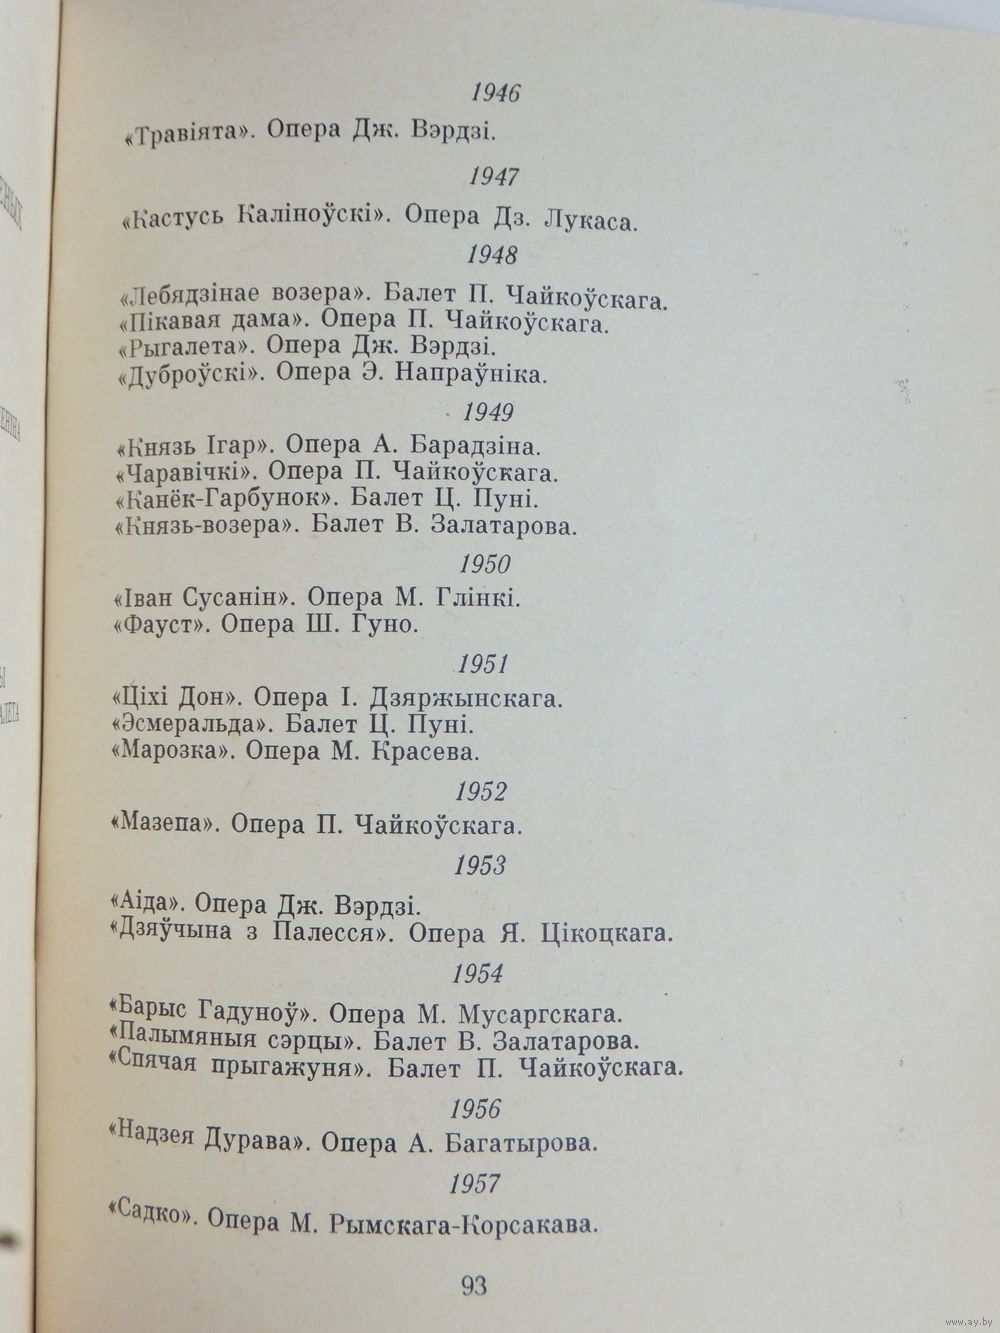 1946
«Травіята». Опера Дж. Вэрдзі.
1947
«Кастусь Каліноўскі». Опера Дз. Лукаса.
1948
«Лебядзінае возера». Балет П. Чайкоўскага.
«Пікавая дама». Опера П. Чайкоўскага.
«Рыгалета». Опера Дж. Вэрдзі.
«Дуброўскі». Опера Э. Напраўніка.
1949
«Князь Ігар». Опера А. Барадзіна.
«Чаравічкі». Опера П. Чайкоўскага.
«Канёк-Гарбунок». Балет Ц. Пуні.
«Князь-возера». Балет В. Залатарова.
1950
«Іван Сусанін». Опера М. Глінкі.
«Фауст». Опера Ш. Гуно.
1951
«Ціхі Дон». Опера І. Дзяржынскага.
«Эсмеральда». Балет Ц. Пуні.
«Марозка». Опера М. Красева.
1952
«Мазепа». Опера П. Чайкоўскага.
1953
«Аіда». Опера Дж. Вэрдзі.
«Дзяўчына з Палесся». Опера Я. Цікоцкага.
1954
«Барыс Гадуноў». Опера М. Мусаргскага.
«Палымяныя сэрцы». Балет В. Залатарова.
«Спячая прыгажуня». Балет П. Чайкоўскага.
1956
«Надзея Дурава». Опера А. Багатырова.
1957
«Садко». Опера М. Рымскага-Корсакава.
93
www.ay.by